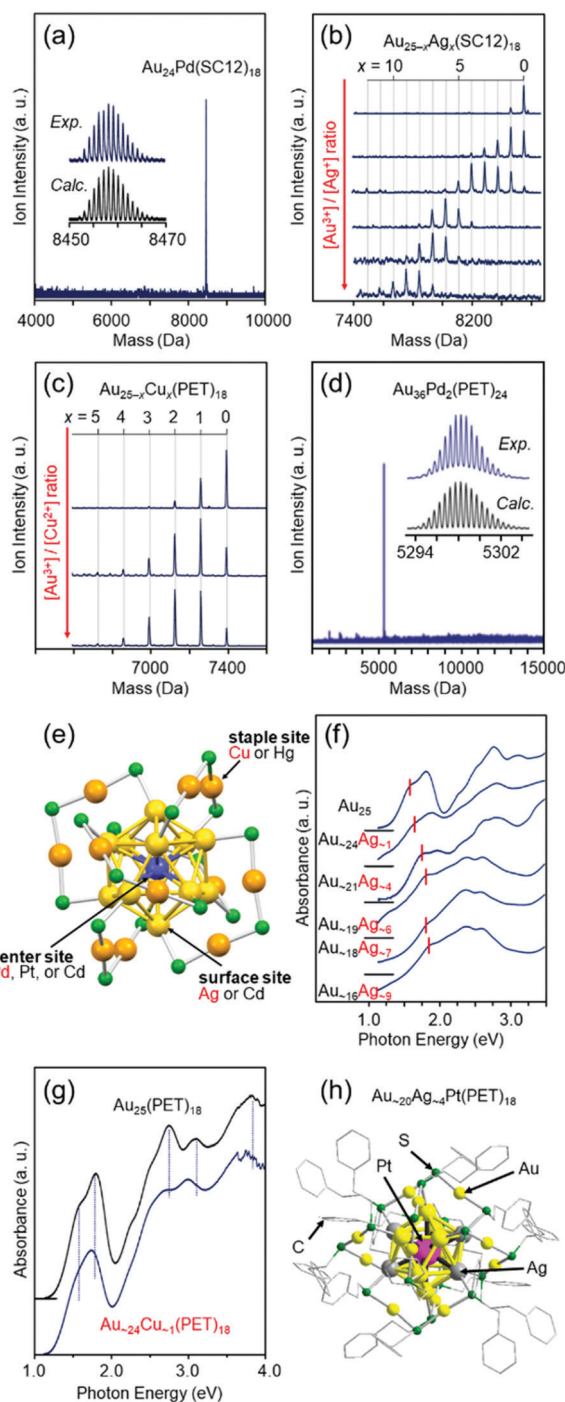 (a)
Au24Pd(SC12)18
Exp.
Calc.
8450 8470
Ion Intensity (a. u.)
4000 6000 8000 10000
Mass (Da)
(b)
Au25–xAgx(SC12)18
x = 10 5 0
[Au3+] / [Ag+] ratio
Ion Intensity (a. u.)
7400 8200
Mass (Da)
(c)
Au25–xCux(PET)18
x = 5 4 3 2 1 0
[Au3+] / [Cu2+] ratio
Ion Intensity (a. u.)
7000 7400
Mass (Da)
(d)
Au36Pd2(PET)24
Exp.
Calc.
5294 5302
Ion Intensity (a. u.)
5000 10000 15000
Mass (Da)
(e)
staple site
Cu or Hg
enter site
d, Pt, or Cd
surface site
Ag or Cd
(f)
Au25
Au~24Ag~1
Au~21Ag~4
Au~19Ag~6
Au~18Ag~7
Au~16Ag~9
Absorbance (a. u.)
1.0 2.0 3.0
Photon Energy (eV)
(g)
Au25(PET)18
Au~24Cu~1(PET)18
Absorbance (a. u.)
1.0 2.0 3.0 4.0
Photon Energy (eV)
(h)
Au~20Ag~4Pt(PET)18
S
Pt
Au
C
Ag